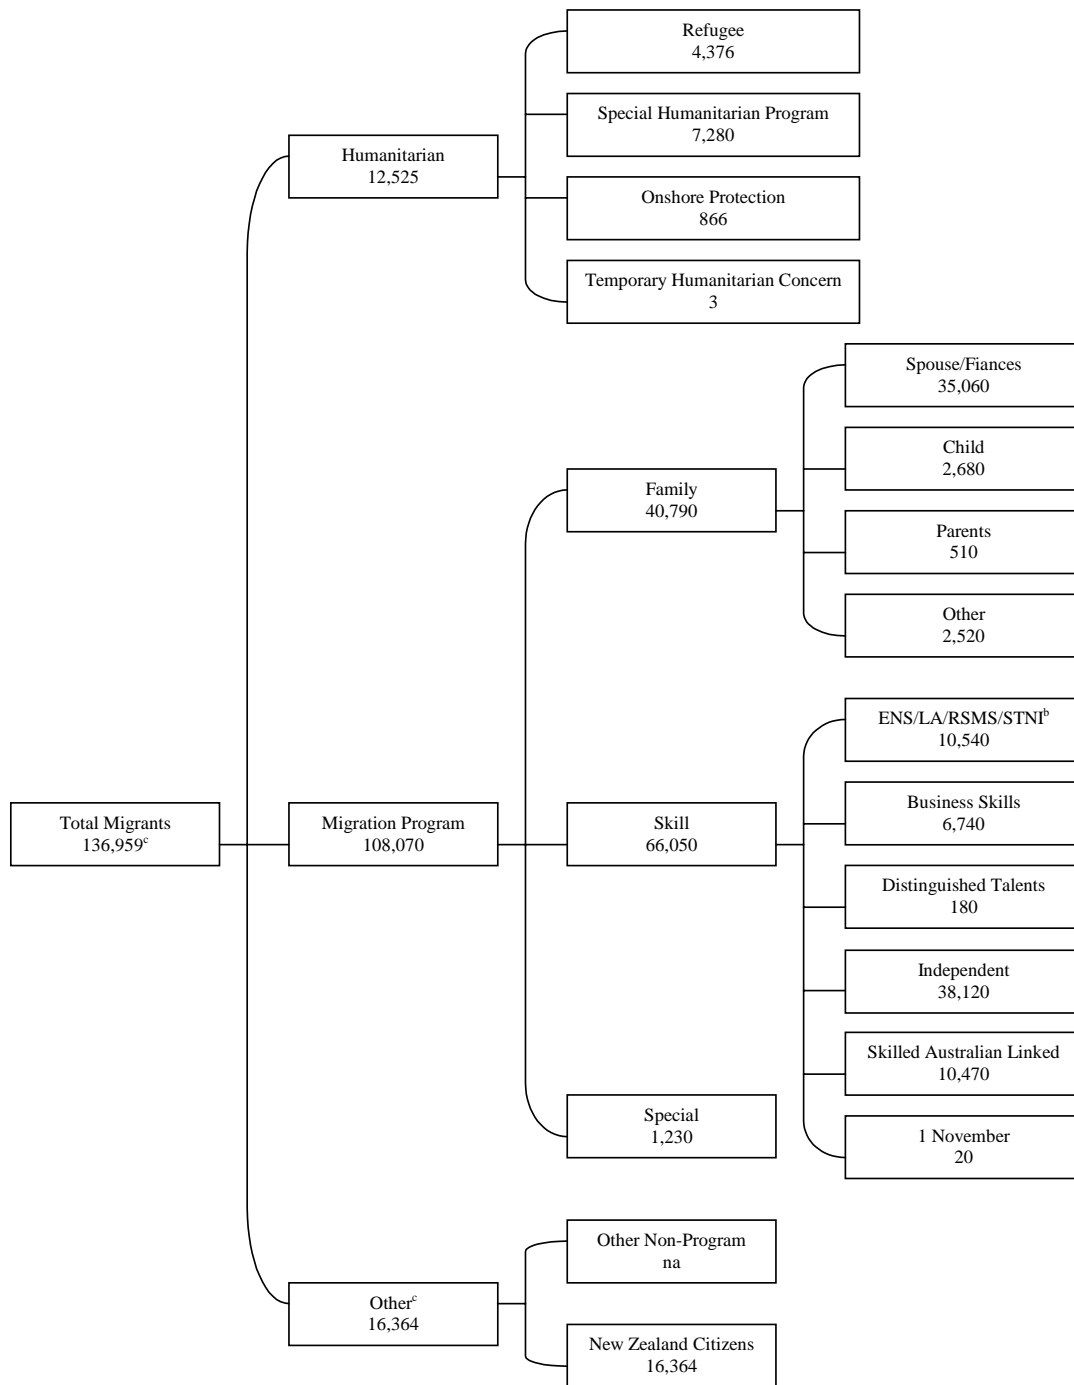 Refugee
4,376
Special Humanitarian Program
7,280
Humanitarian
12,525
Onshore Protection
866
Temporary Humanitarian Concern
3
Spouse/Fiances
35,060
Child
2,680
Family
40,790
Parents
510
Other
2,520
ENS/LA/RSMS/STNIᵇ
10,540
Business Skills
6,740
Total Migrants
136,959ᶜ
Migration Program
108,070
Skill
66,050
Distinguished Talents
180
Independent
38,120
Skilled Australian Linked
10,470
Special
1,230
1 November
20
Other Non-Program
na
Otherᶜ
16,364
New Zealand Citizens
16,364